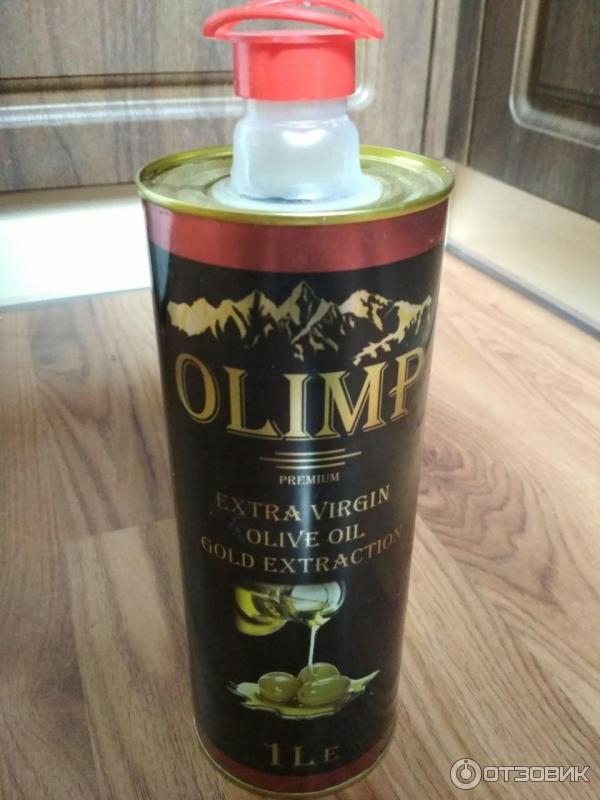 OLIMP
PREMIUM
EXTRA VIRGIN
OLIVE OIL
GOLD EXTRACTION
1L E
ОТЗОВИК